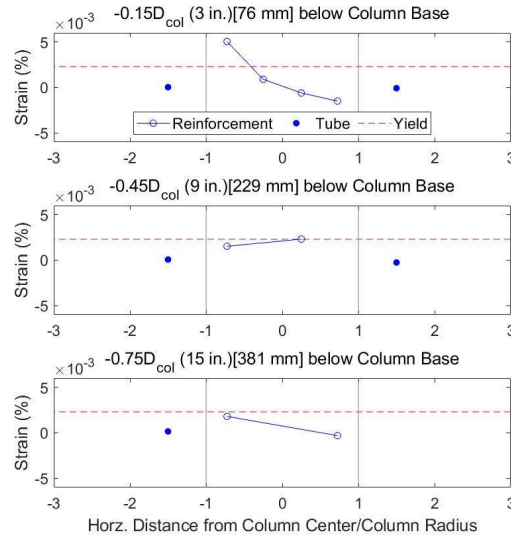 -0.15D_col (3 in.)[76 mm] below Column Base
×10^-3
Strain (%)
5
0
-5
Reinforcement Tube Yield
-3 -2 -1 0 1 2 3
-0.45D_col (9 in.)[229 mm] below Column Base
×10^-3
Strain (%)
5
0
-5
-3 -2 -1 0 1 2 3
-0.75D_col (15 in.)[381 mm] below Column Base
×10^-3
Strain (%)
5
0
-5
-3 -2 -1 0 1 2 3
Horz. Distance from Column Center/Column Radius